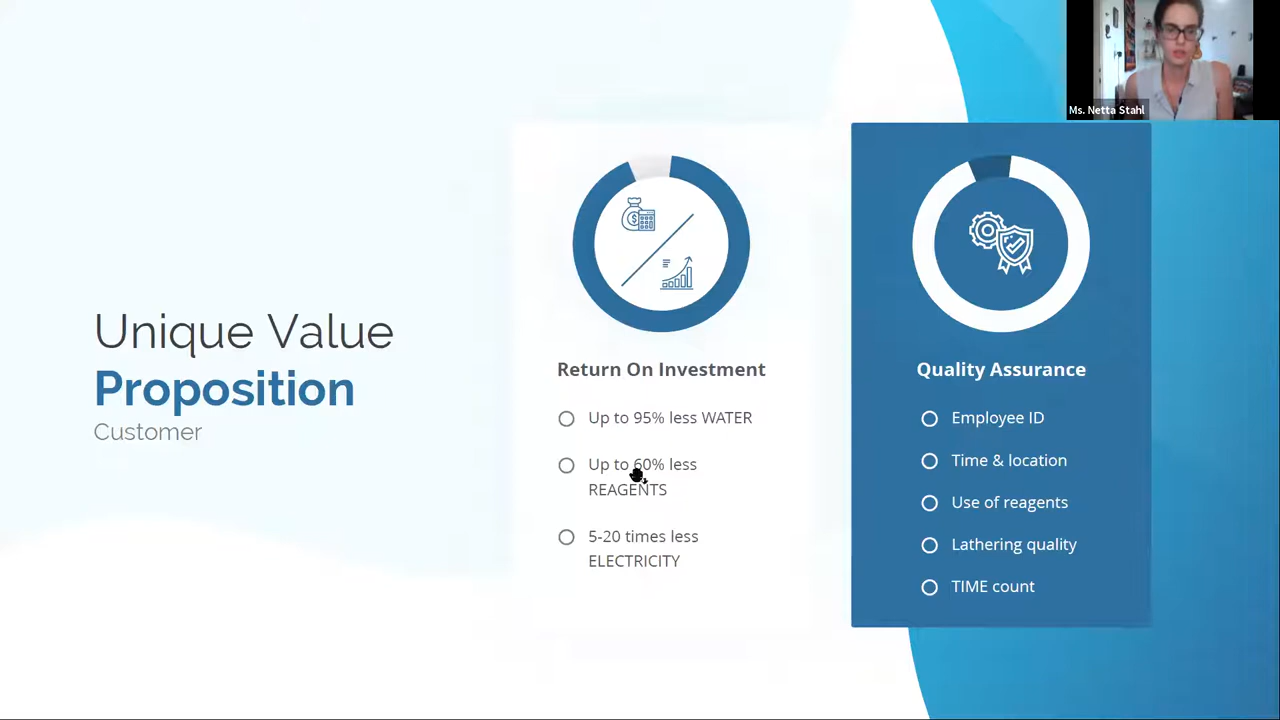 Ms. Netta Stahl
Unique Value
Proposition
Customer
Return On Investment
Up to 95% less WATER
Up to 60% less
REAGENTS
5-20 times less
ELECTRICITY
Quality Assurance
Employee ID
Time & location
Use of reagents
Lathering quality
TIME count